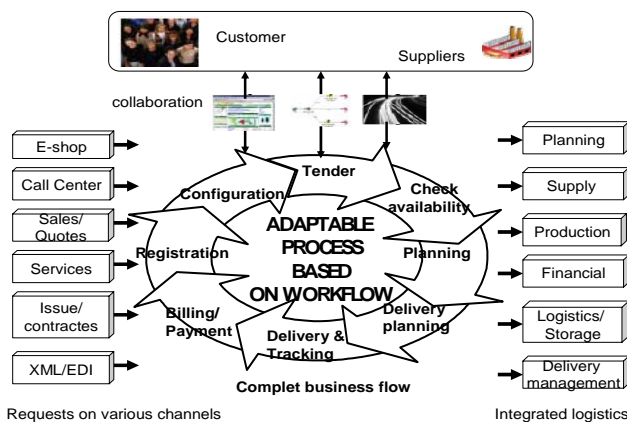 Customer
Suppliers
collaboration
E-shop
Call Center
Sales/
Quotes
Services
Issue/
contractes
XML/EDI
Requests on various channels
Tender
Configuration
Check
availability
Registration
Planning
Billing/
Payment
Delivery
planning
Delivery &
Tracking
ADAPTABLE
PROCESS
BASED
ON WORKFLOW
Complet business flow
Planning
Supply
Production
Financial
Logistics/
Storage
Delivery
management
Integrated logistics